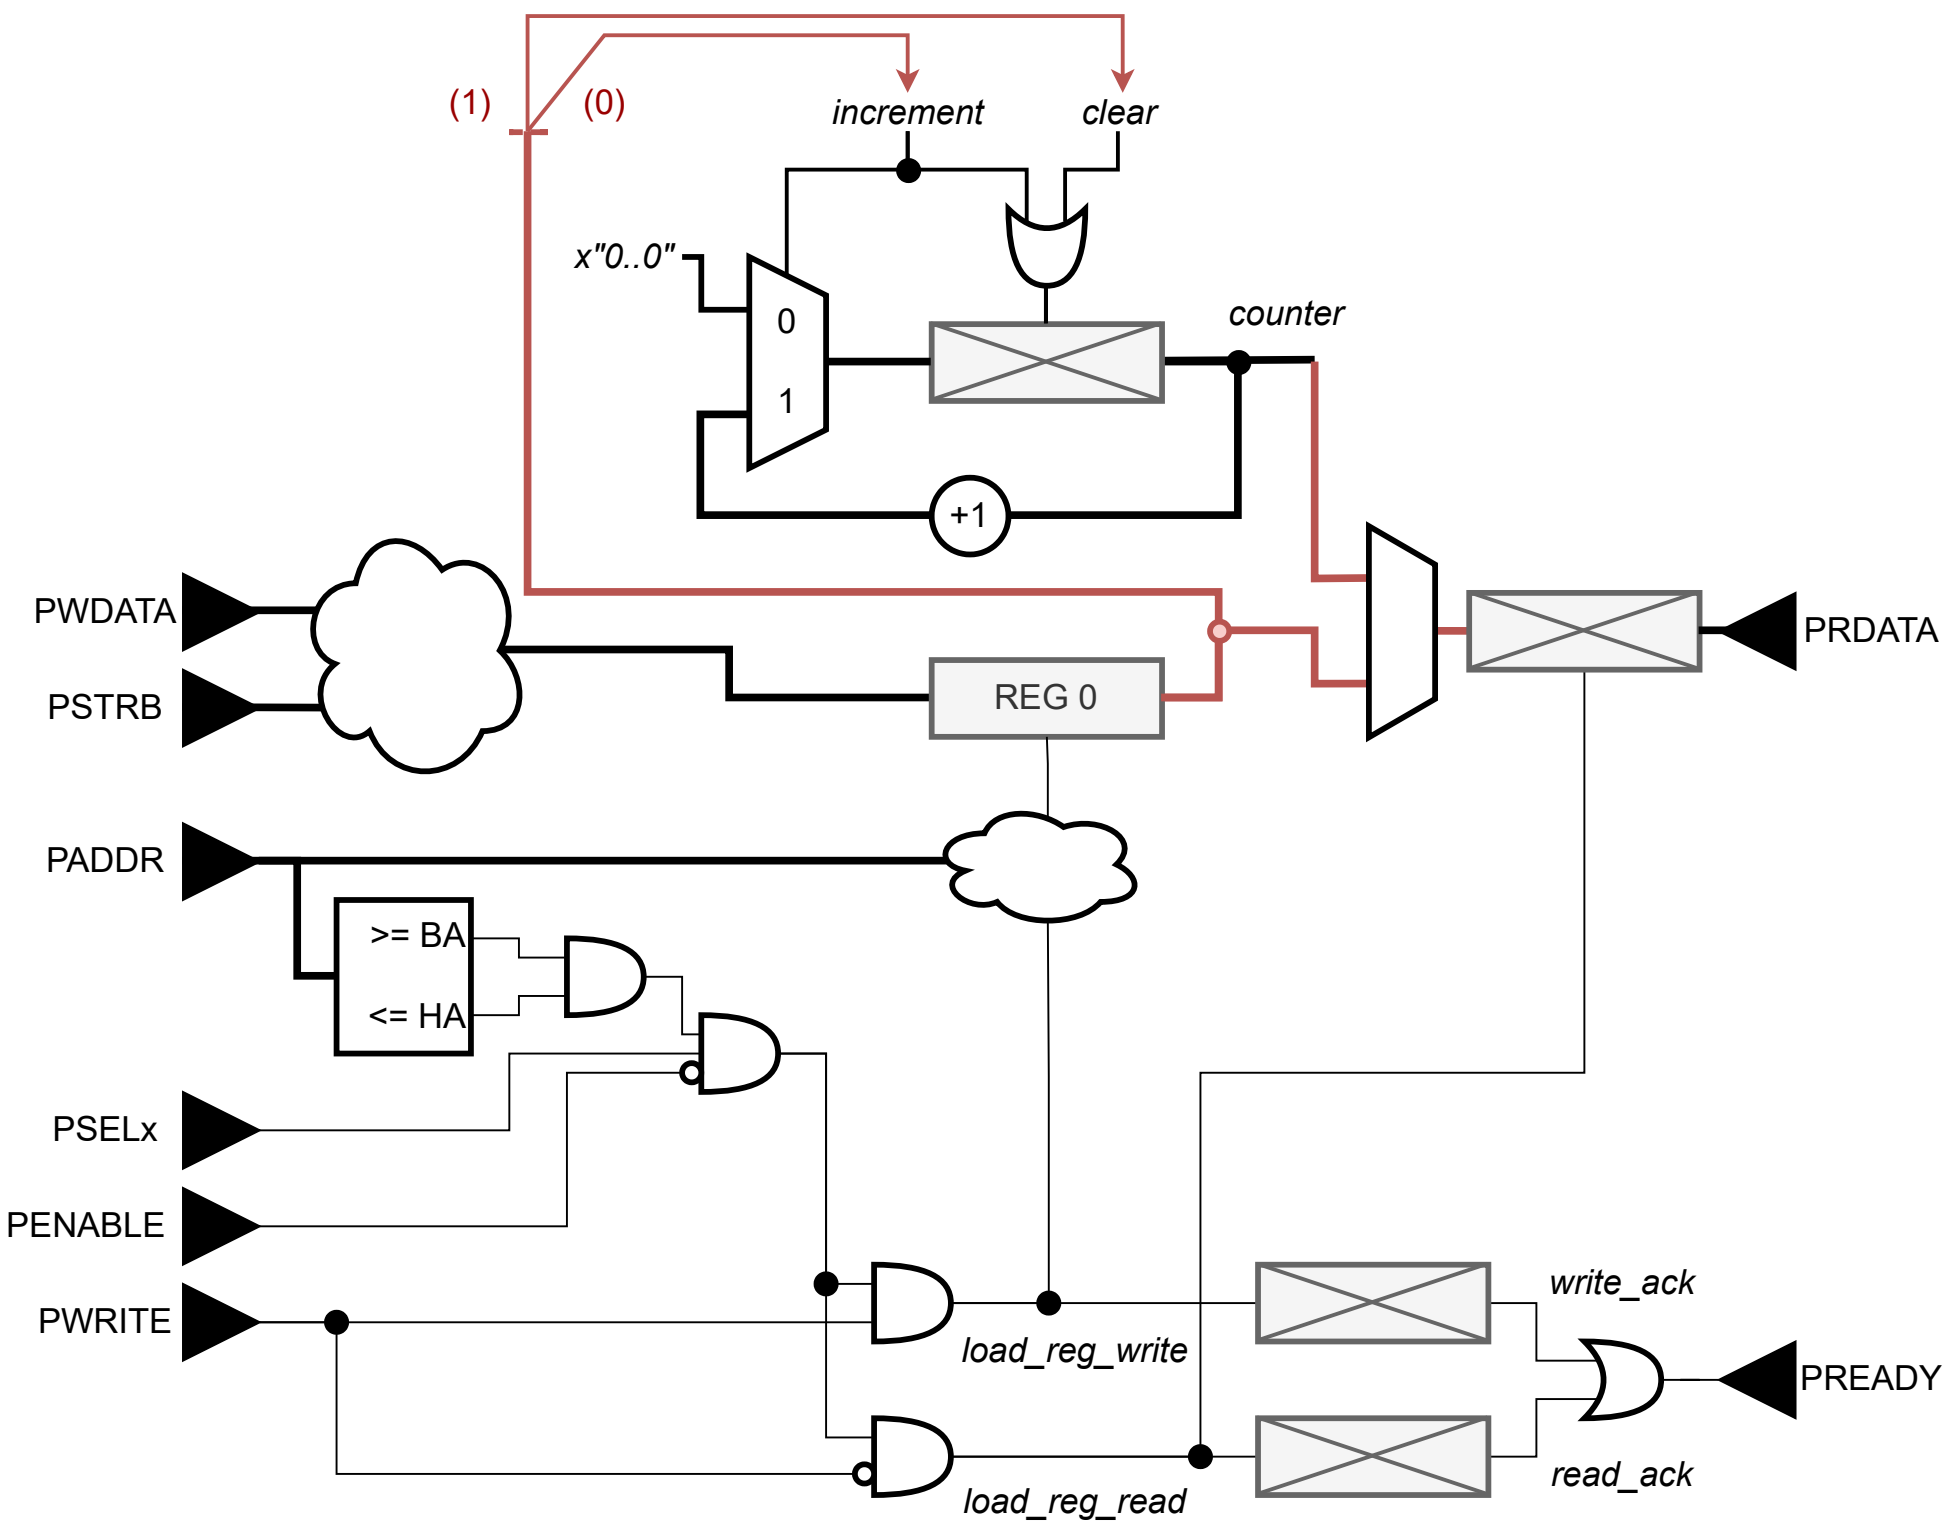 (1)
(0)
increment
clear
x"0..0"
0
counter
1
+1
PWDATA
PRDATA
PSTRB
REG 0
PADDR
>= BA
<= HA
PSELx
PENABLE
write_ack
PWRITE
load_reg_write
PREADY
read_ack
load_reg_read